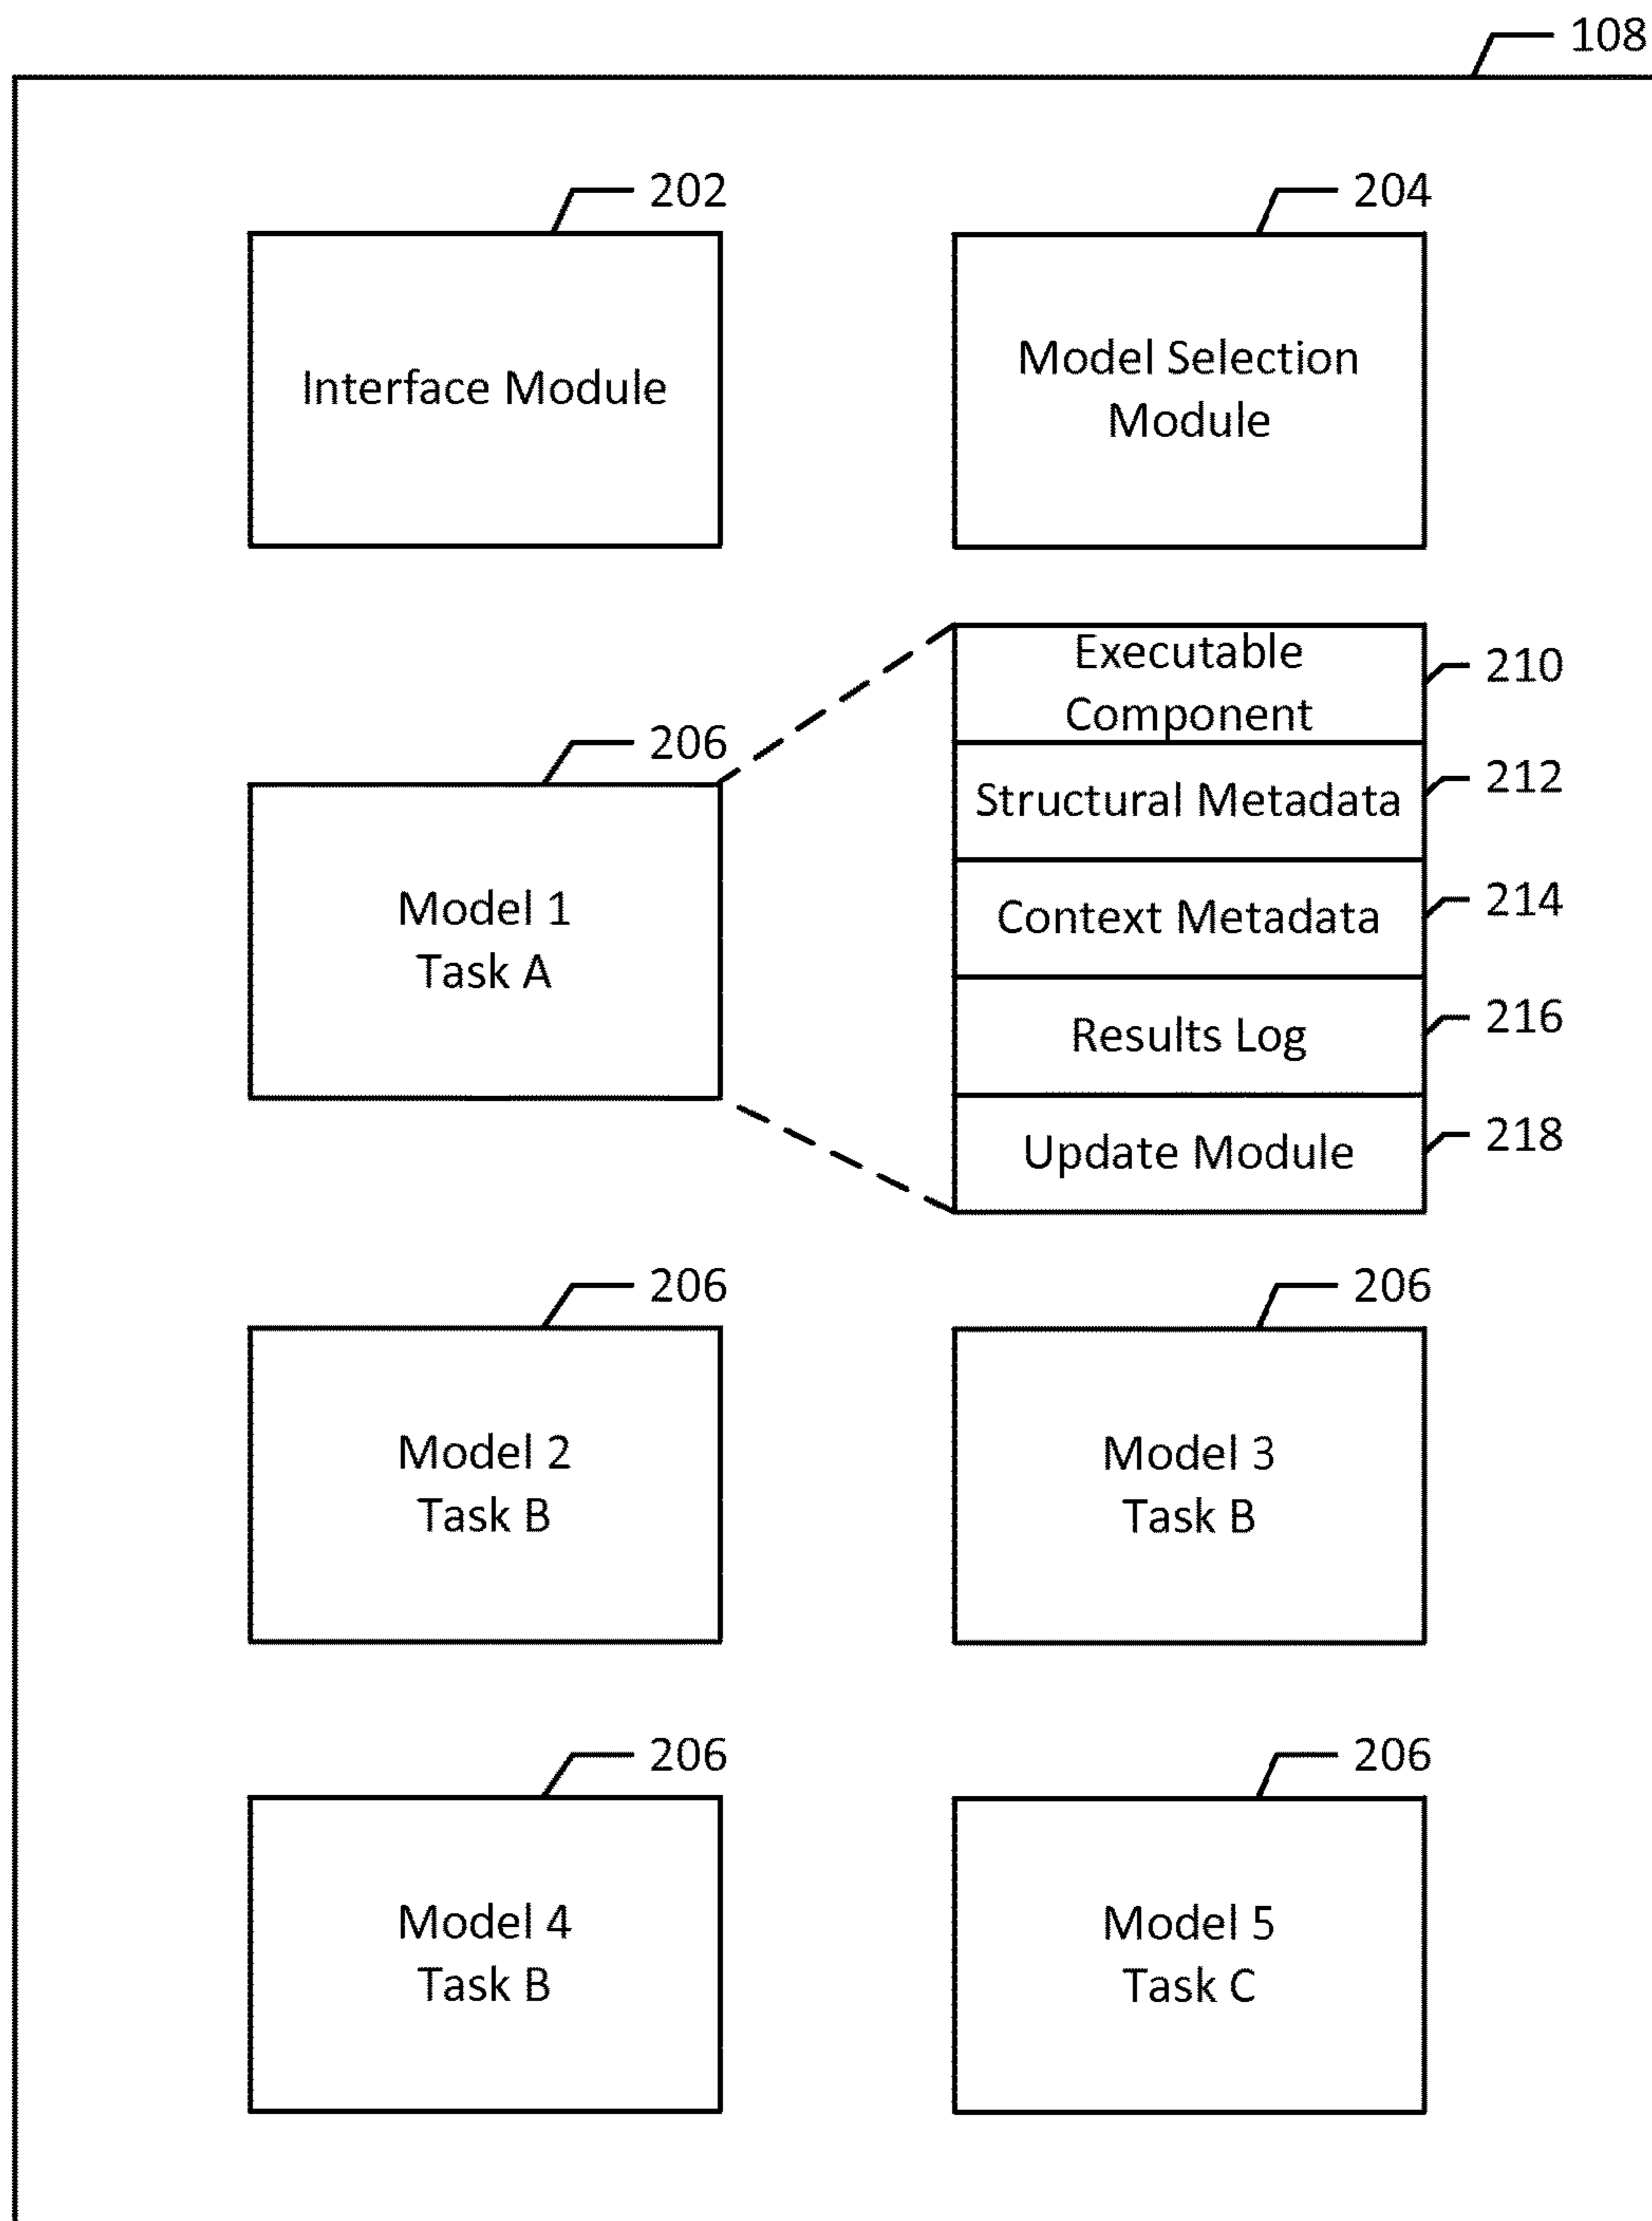 108
202
204
Interface Module
Model Selection
Module
206
Model 1
Task A
Executable
Component
210
Structural Metadata
212
Context Metadata
214
Results Log
216
Update Module
218
206
206
Model 2
Task B
Model 3
Task B
206
206
Model 4
Task B
Model 5
Task C